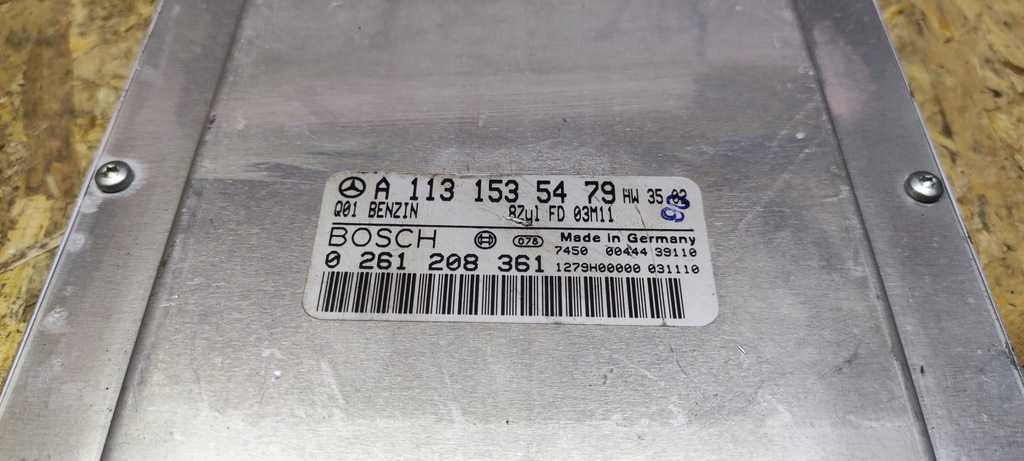 A 113 153 54 79 HW 35.03
Q01 BENZIN 8Zyl FD 03M11
BOSCH 078 Made in Germany
7450 00444 39110
0 261 208 361 1279H00000 031110